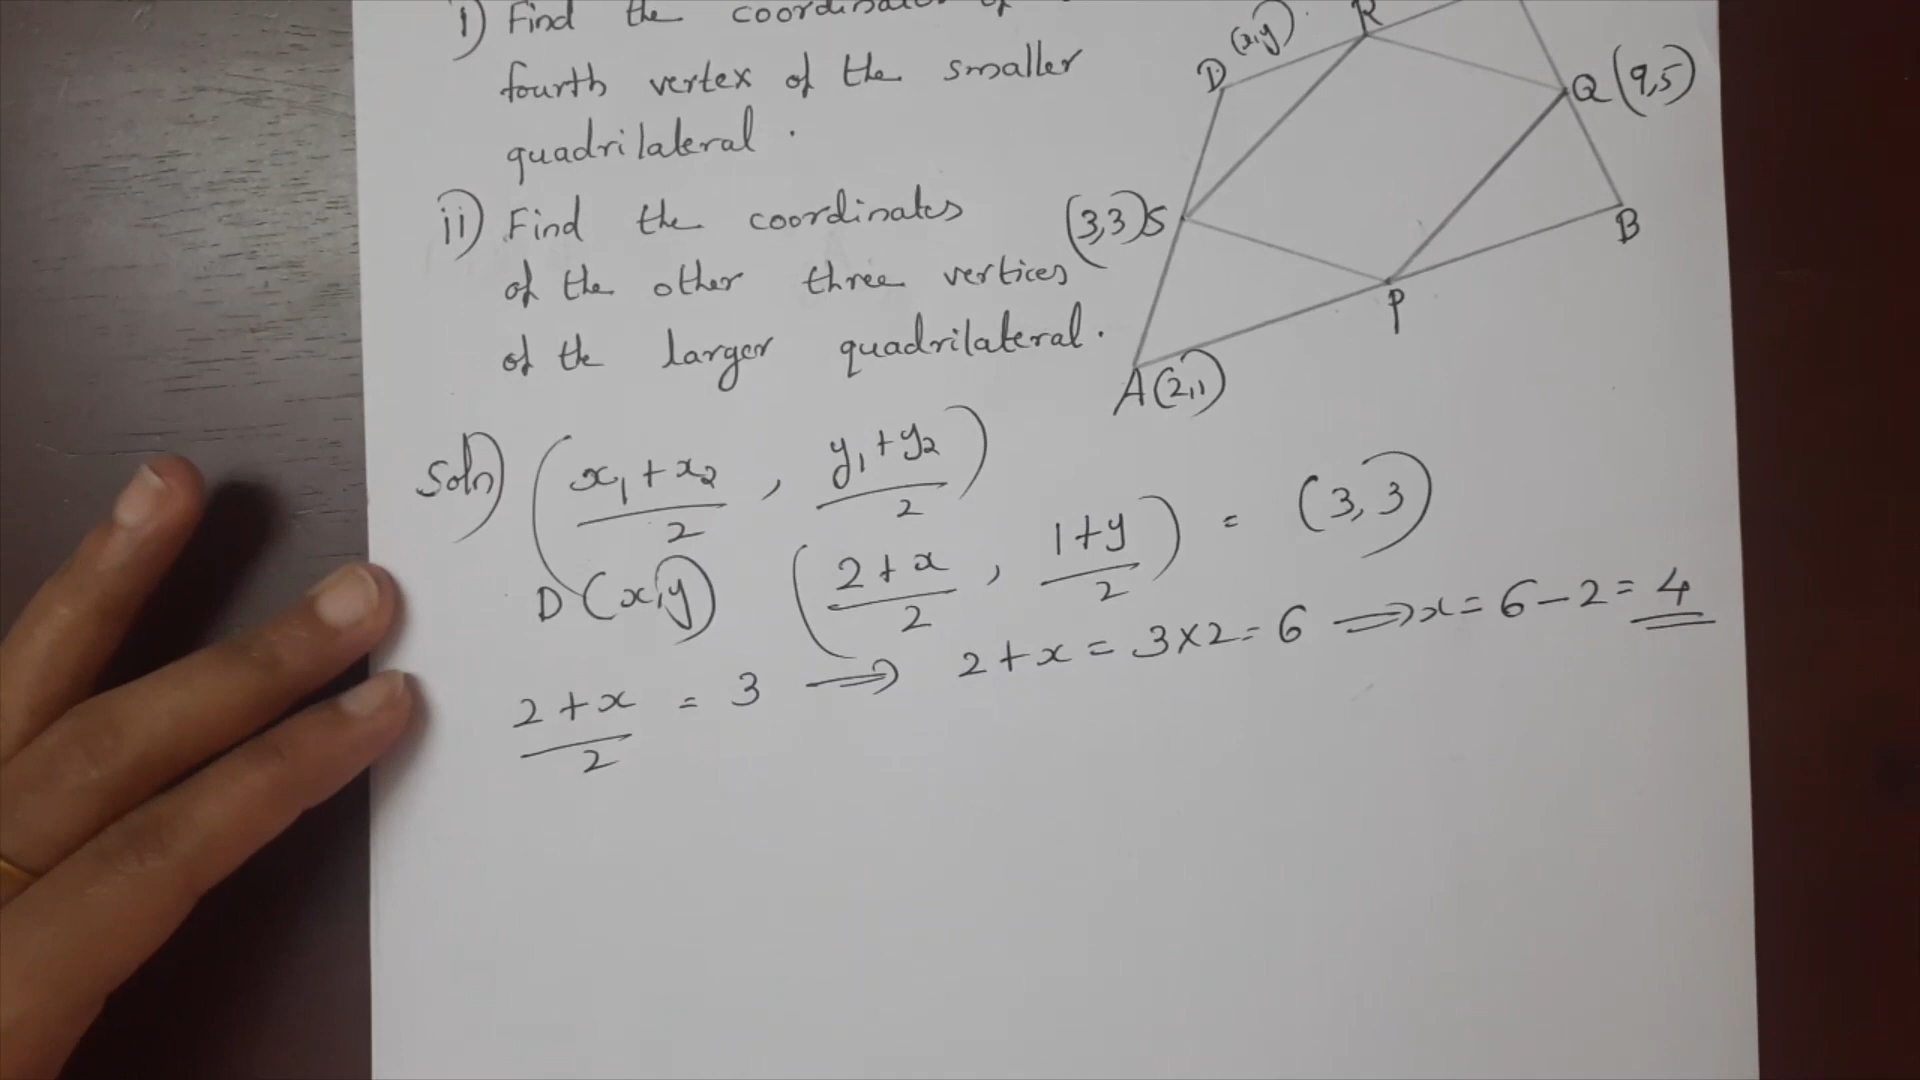 i) Find the coordinates of
fourth vertex of the smaller
quadrilateral.
ii) Find the coordinates
of the other three vertices
of the larger quadrilateral.
D (x,y)
R
Q (9,5)
(3,3) S
B
P
A (2,1)
Soln) (x₁+x₂/2 , y₁+y₂/2)
D (x,y) (2+x/2 , 1+y/2) = (3,3)
2+x/2 = 3 ⟹ 2+x = 3×2 = 6 ⟹ x = 6-2 = 4